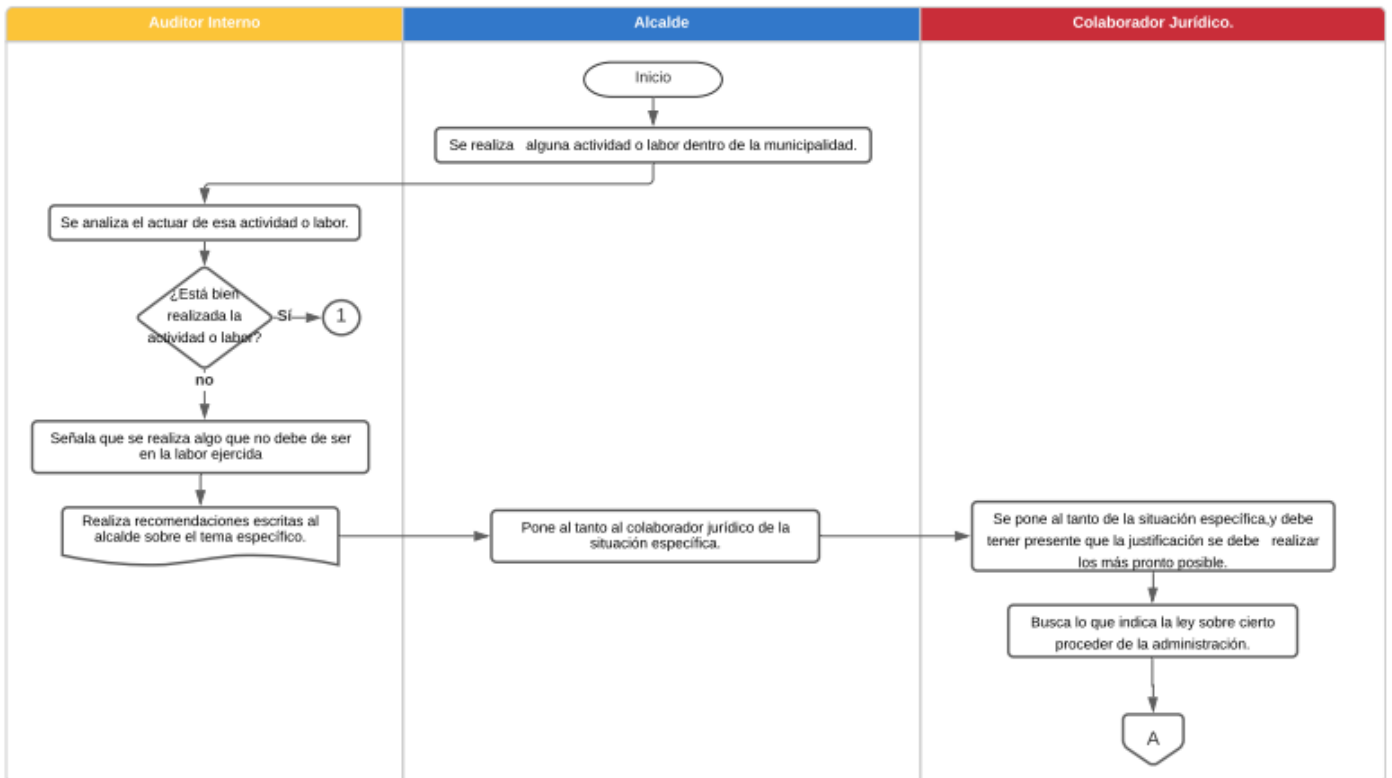 Auditor Interno
Alcalde
Colaborador Jurídico.
Inicio
Se realiza alguna actividad o labor dentro de la municipalidad.
Se analiza el actuar de esa actividad o labor.
¿Está bien
realizada la
actividad o labor?
Sí
1
no
Señala que se realiza algo que no debe de ser
en la labor ejercida
Realiza recomendaciones escritas al
alcalde sobre el tema específico.
Pone al tanto al colaborador jurídico de la
situación específica.
Se pone al tanto de la situación específica,y debe
tener presente que la justificación se debe realizar
los más pronto posible.
Busca lo que indica la ley sobre cierto
proceder de la administración.
A